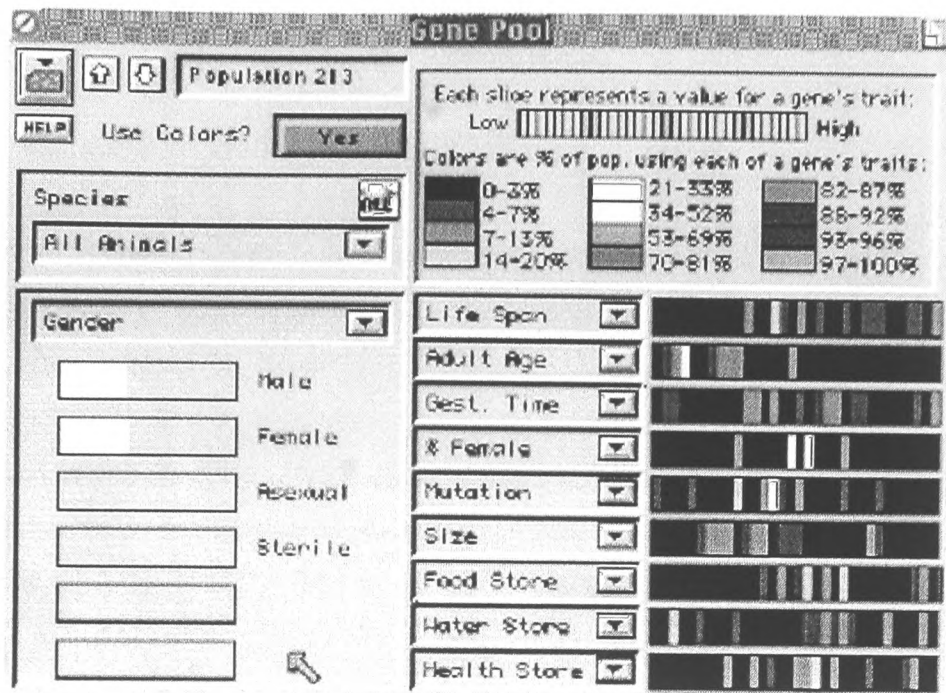 Gene Pool
Population 213
HELP
Use Colors?
Yes
Species
All Animals
Gender
Male
Female
Asexual
Sterile
Each slice represents a value for a gene's trait:
Low
High
Colors are % of pop. using each of a gene's traits:
0-3%
4-7%
7-13%
14-20%
21-33%
34-52%
53-69%
70-81%
82-87%
88-92%
93-96%
97-100%
Life Span
Adult Age
Gest. Time
% Female
Mutation
Size
Food Store
Water Store
Health Store